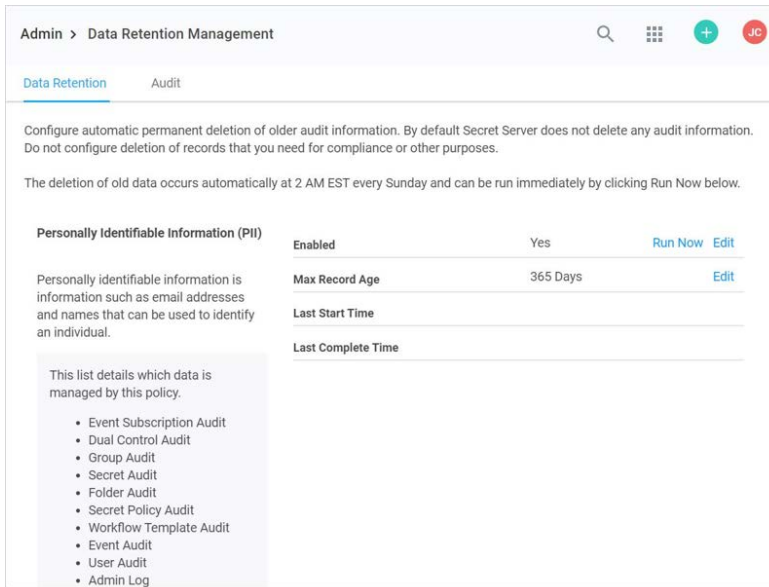 Admin > Data Retention Management
+
JC
Data Retention
Audit
Configure automatic permanent deletion of older audit information. By default Secret Server does not delete any audit information.
Do not configure deletion of records that you need for compliance or other purposes.
The deletion of old data occurs automatically at 2 AM EST every Sunday and can be run immediately by clicking Run Now below.
Personally Identifiable Information (PII)
Personally identifiable information is
information such as email addresses
and names that can be used to identify
an individual.
This list details which data is
managed by this policy.
• Event Subscription Audit
• Dual Control Audit
• Group Audit
• Secret Audit
• Folder Audit
• Secret Policy Audit
• Workflow Template Audit
• Event Audit
• User Audit
• Admin Log
Enabled Yes Run Now Edit
Max Record Age 365 Days Edit
Last Start Time
Last Complete Time